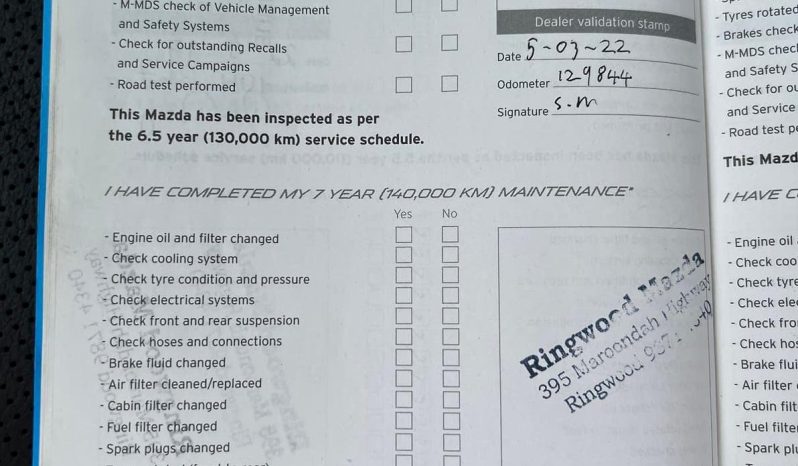 - M-MDS check of Vehicle Management
and Safety Systems
- Check for outstanding Recalls
and Service Campaigns
- Road test performed
This Mazda has been inspected as per
the 6.5 year (130,000 km) service schedule.
Dealer validation stamp
Date 5-03-22
Odometer 129844
Signature S.M
I HAVE COMPLETED MY 7 YEAR (140,000 KM) MAINTENANCE*
Yes No
- Engine oil and filter changed
- Check cooling system
- Check tyre condition and pressure
- Check electrical systems
- Check front and rear suspension
- Check hoses and connections
- Brake fluid changed
- Air filter cleaned/replaced
- Cabin filter changed
- Fuel filter changed
- Spark plugs changed
Ringwood Mazda
395 Maroondah Highway
Ringwood
- Tyres rotated
- Brakes check
- M-MDS chec
and Safety S
- Check for ou
and Service
- Road test pe
This Mazd
I HAVE C
- Engine oil
- Check coo
- Check tyre
- Check elec
- Check fro
- Check hos
- Brake flui
- Air filter
- Cabin filt
- Fuel filte
- Spark plu